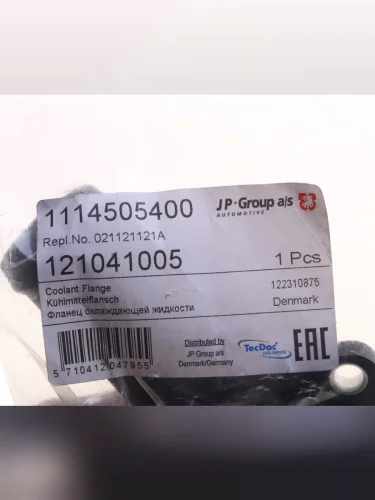 1114505400
JP·Group a/s
AUTOMOTIVE
Repl.No. 021121121A
121041005
1 Pcs
Coolant Flange
122310875
Kühlmittelflansch
Denmark
Фланец охлаждающей жидкости
5 710412 047955
Distributed by
JP Group a/s
Denmark/Germany
TecDoc
EAC